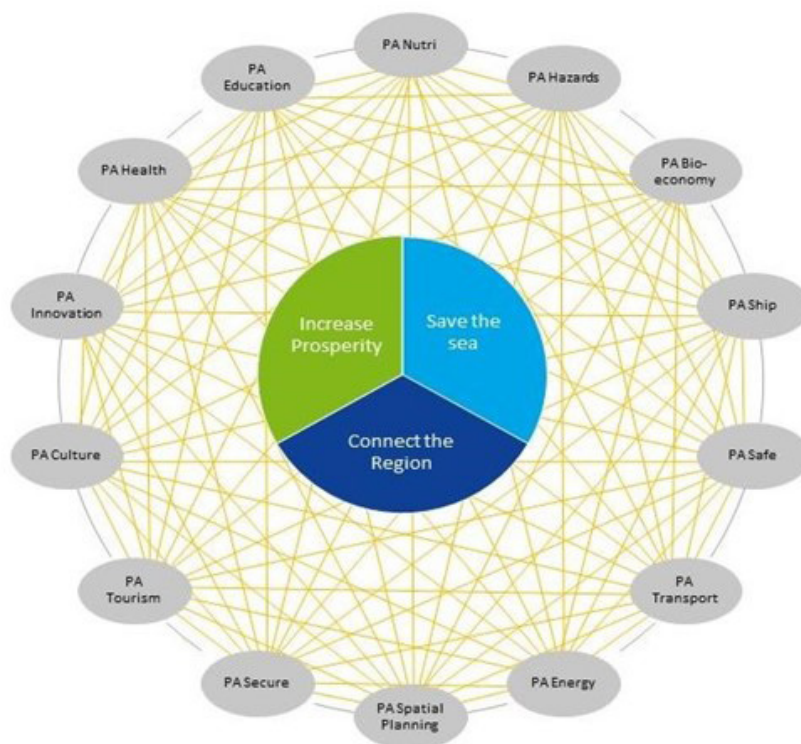 PA Nutri
PA Hazards
PA Bio-
economy
PA Ship
PA Safe
PA
Transport
PA Energy
PA Spatial
Planning
PA Secure
PA
Tourism
PA Culture
PA
Innovation
PA Health
PA
Education
Increase
Prosperity
Save the
sea
Connect the
Region